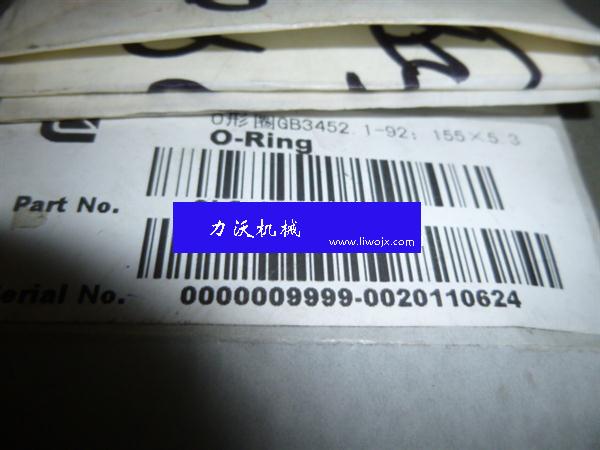 O形圈GB3452.1-92: 155×5.3
O-Ring
Part No.
力沃机械
www.liwojx.com
Serial No. 0000009999-0020110624